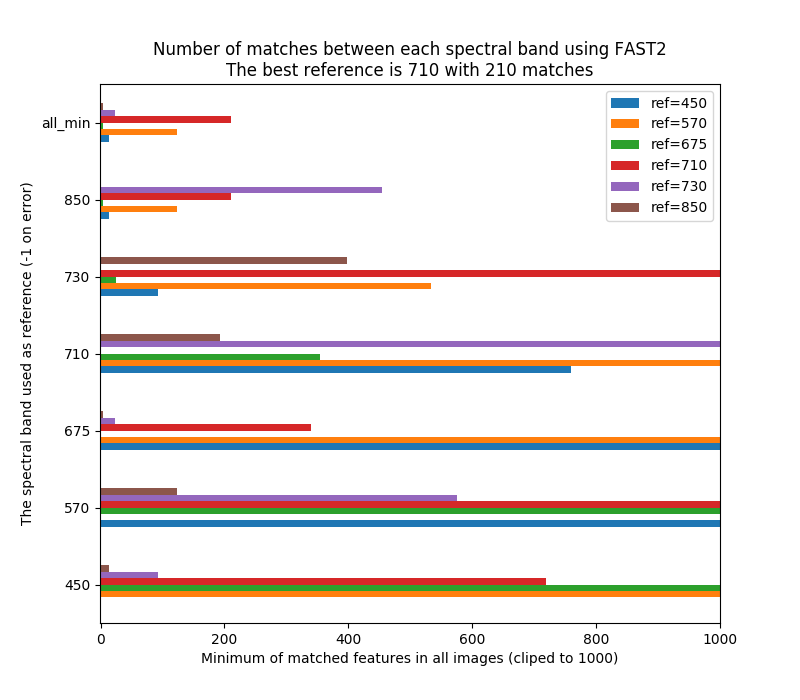 Number of matches between each spectral band using FAST2
The best reference is 710 with 210 matches
ref=450
ref=570
ref=675
ref=710
ref=730
ref=850
The spectral band used as reference (-1 on error)
all_min
850
730
710
675
570
450
0
200
400
600
800
1000
Minimum of matched features in all images (cliped to 1000)